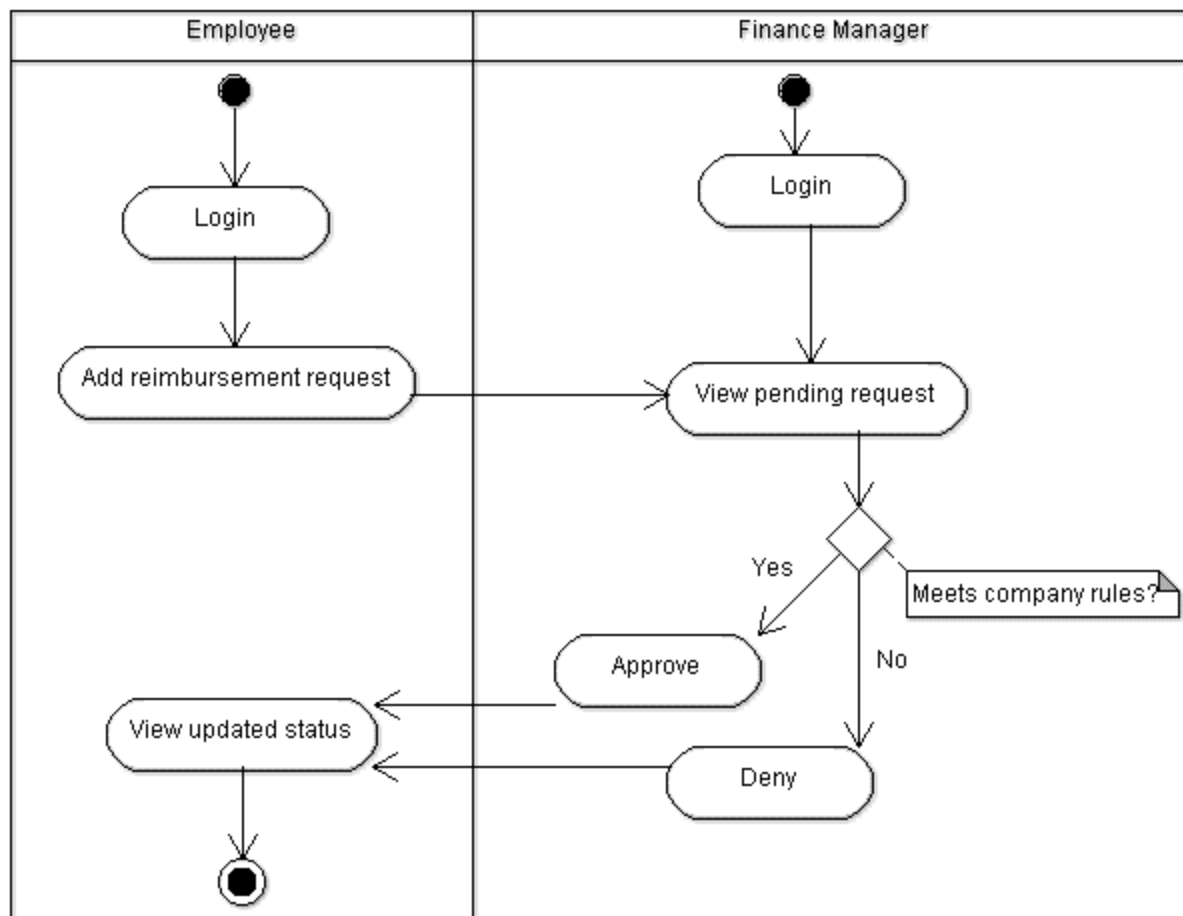 Employee
Finance Manager
Login
Login
Add reimbursement request
View pending request
Yes
Meets company rules?
No
Approve
View updated status
Deny